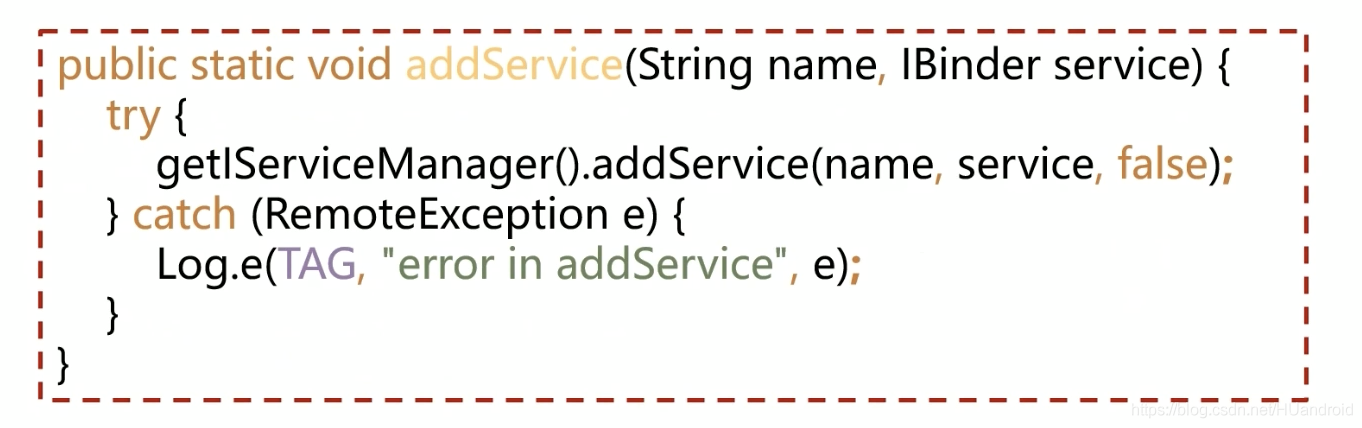 public static void addService(String name, IBinder service) {
try {
getIServiceManager().addService(name, service, false);
} catch (RemoteException e) {
Log.e(TAG, "error in addService", e);
}
}
https://blog.csdn.net/HUandroid